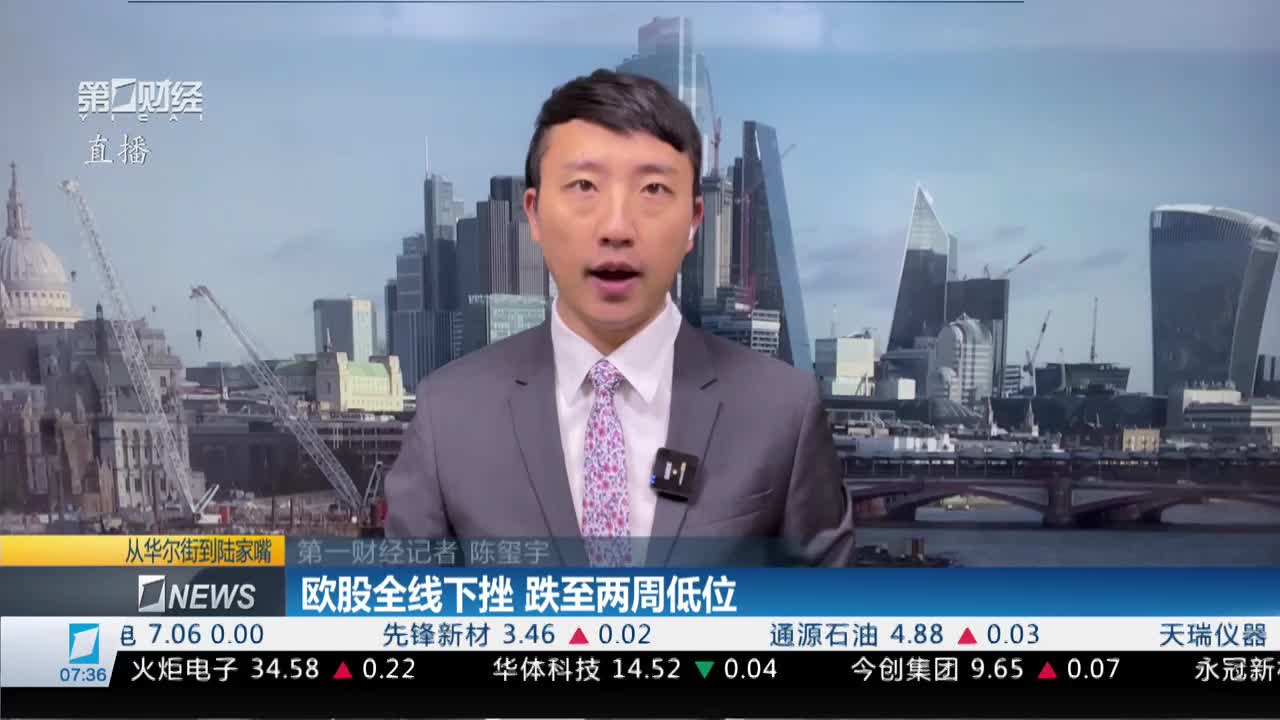 第一财经
YICAI
直播
从华尔街到陆家嘴
第一财经记者 陈玺宇
NEWS
欧股全线下挫 跌至两周低位
7.06 0.00 先锋新材 3.46 ▲ 0.02 通源石油 4.88 ▲ 0.03 天瑞仪器
07:36
火炬电子 34.58 ▲ 0.22 华体科技 14.52 ▼ 0.04 今创集团 9.65 ▲ 0.07 永冠新